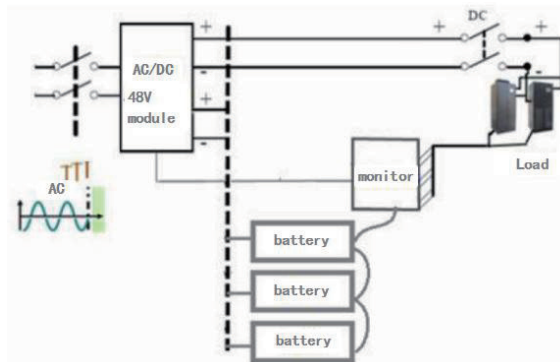 DC
+
+
+
AC/DC
-
-
-
48V
+
module
-
monitor
Load
AC
battery
battery
battery